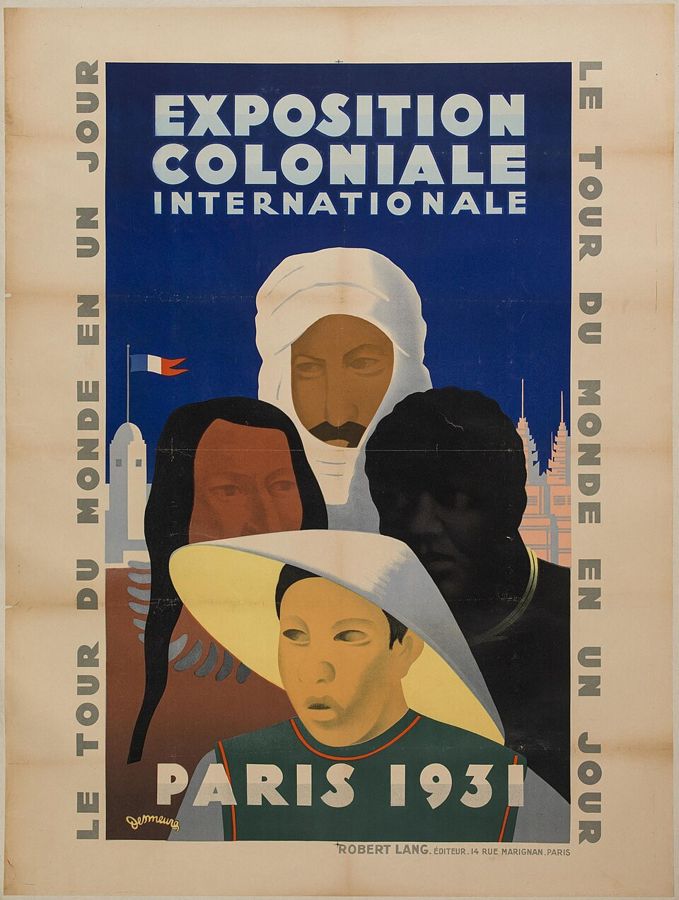 EXPOSITION
COLONIALE
INTERNATIONALE
LE TOUR DU MONDE EN UN JOUR
LE TOUR DU MONDE EN UN JOUR
PARIS 1931
Desmeures
ROBERT LANG. ÉDITEUR. 14 RUE MARIGNAN. PARIS